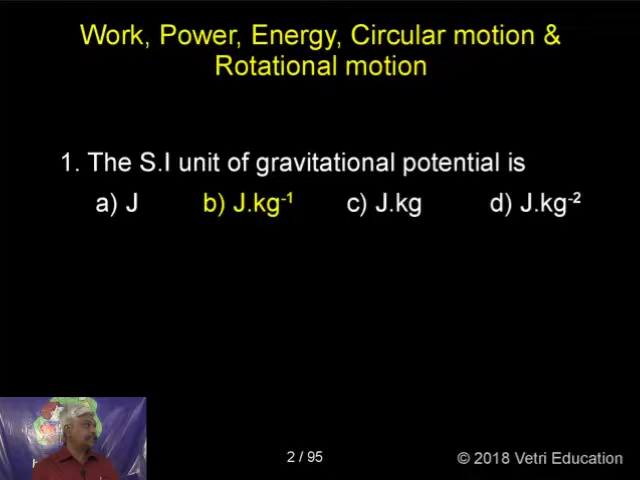 Work, Power, Energy, Circular motion &
Rotational motion
1. The S.I unit of gravitational potential is
a) J b) J.kg⁻¹ c) J.kg d) J.kg⁻²
2 / 95
© 2018 Vetri Education